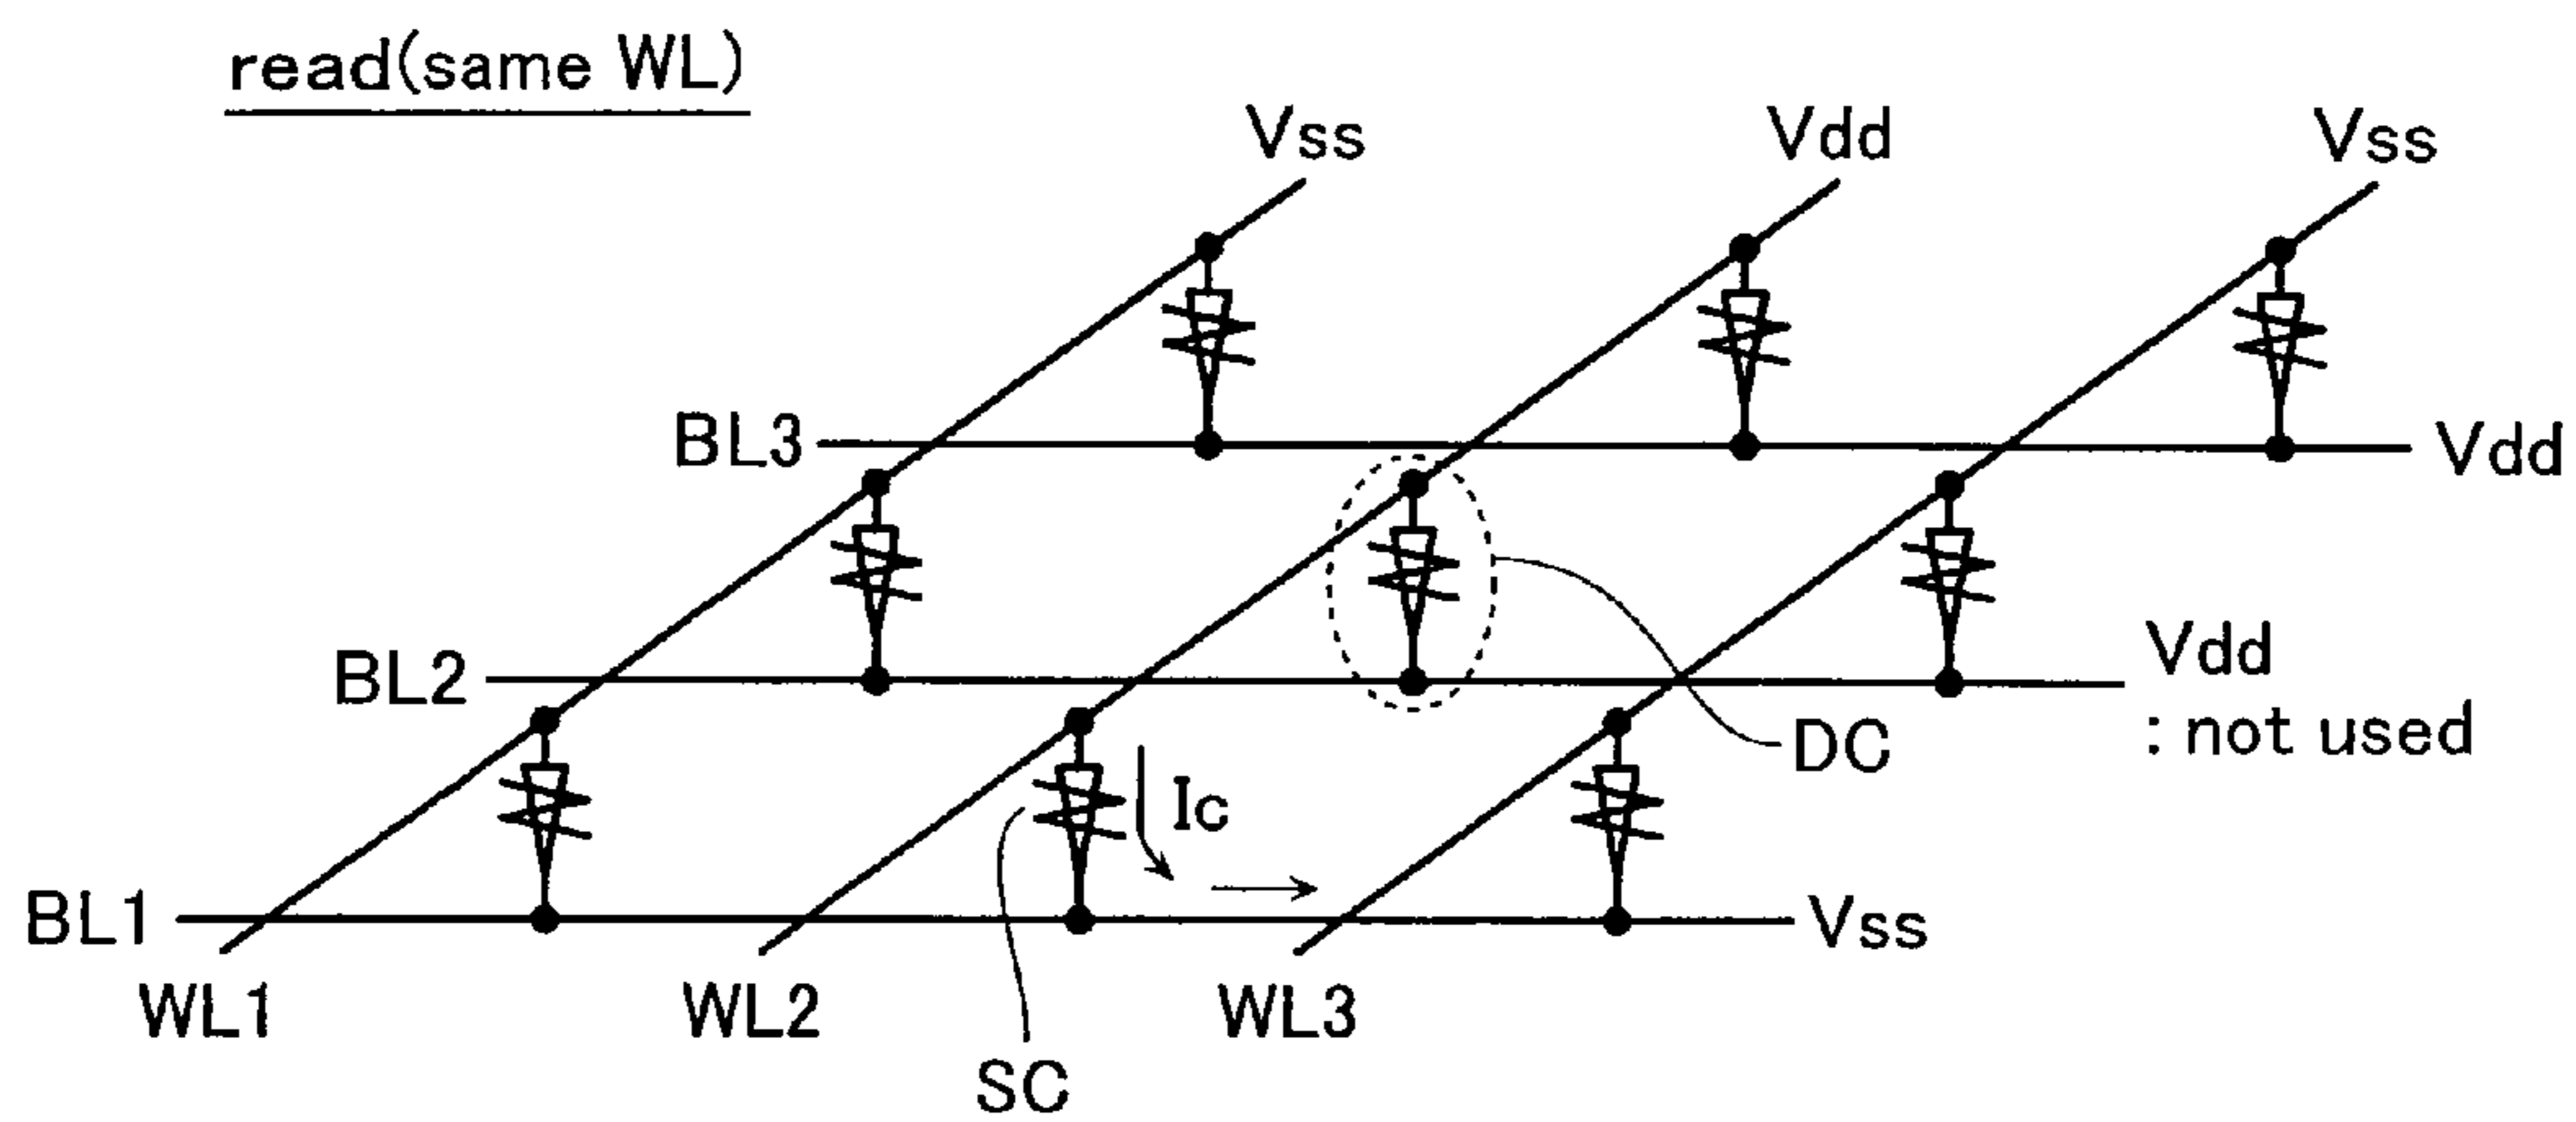 read(same WL)
Vss
Vdd
Vss
BL3
Vdd
BL2
Vdd
: not used
DC
Ic
BL1
Vss
WL1
WL2
WL3
SC